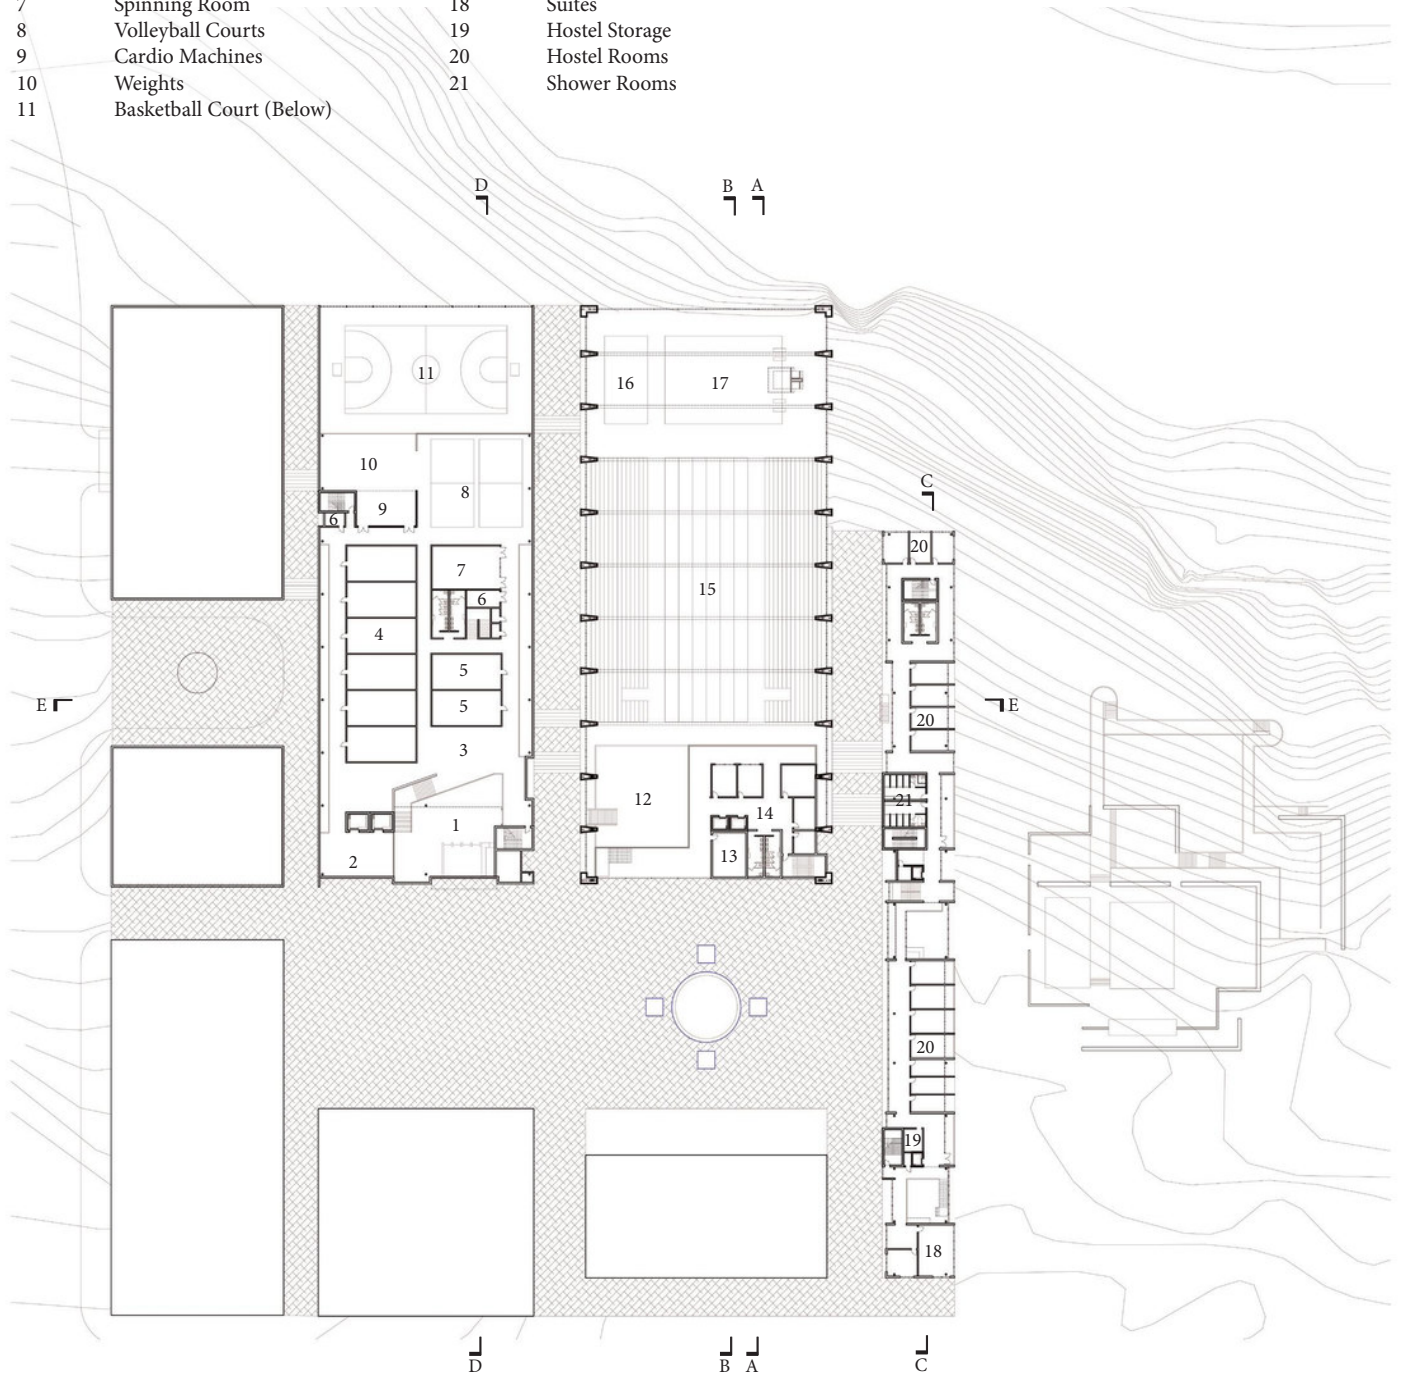 7 Spinning Room 18 Suites
8 Volleyball Courts 19 Hostel Storage
9 Cardio Machines 20 Hostel Rooms
10 Weights 21 Shower Rooms
11 Basketball Court (Below)
D B A
11 16 17
10
8
9
6
C
20
7
6
15
4
5
5
E E
20
3
12
21
1
14
2
13
20
19
18
D B A C